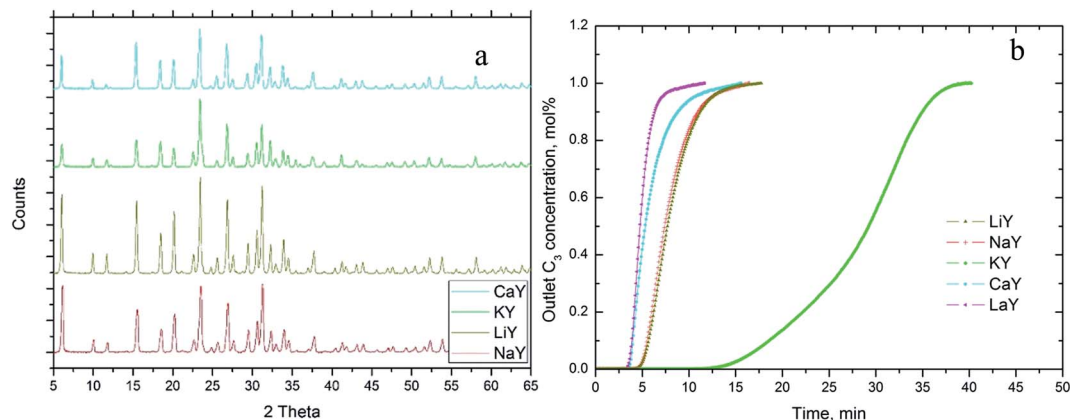 a
Counts
CaY
KY
LiY
NaY
5 10 15 20 25 30 35 40 45 50 55 60 65
2 Theta
b
Outlet C₃ concentration, mol%
1.2
1.0
0.8
0.6
0.4
0.2
0.0
LiY
NaY
KY
CaY
LaY
0 5 10 15 20 25 30 35 40 45 50
Time, min